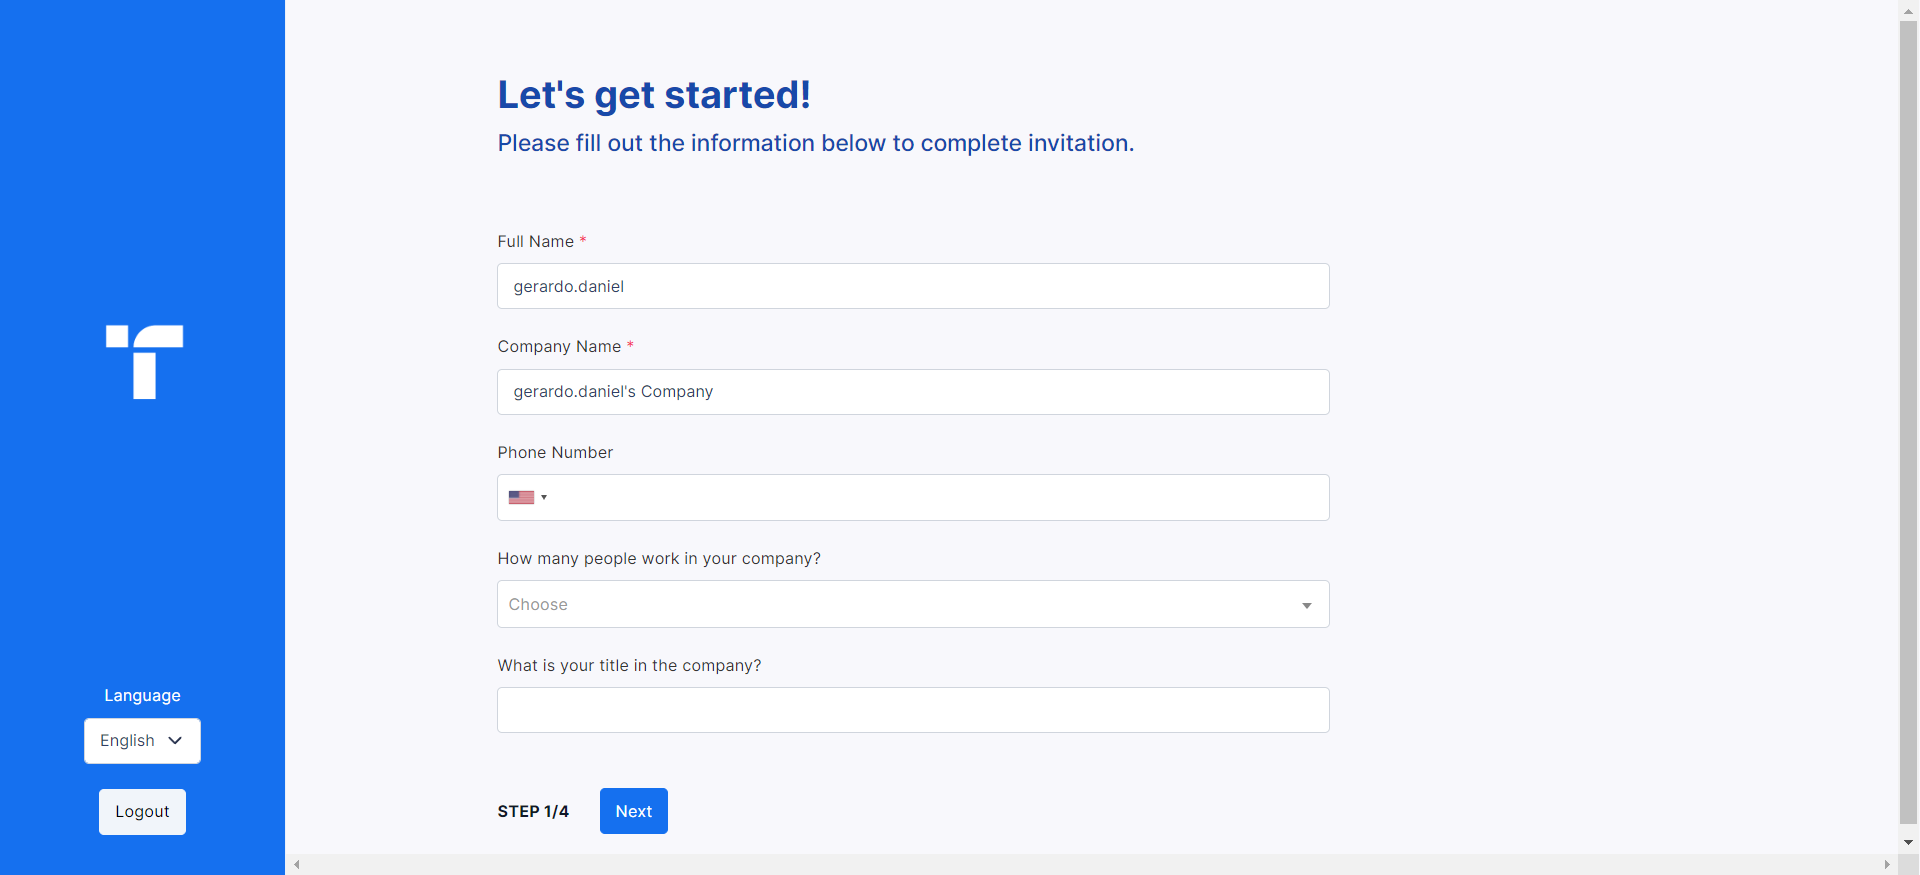 Let's get started!
Please fill out the information below to complete invitation.
Full Name *
gerardo.daniel
Company Name *
gerardo.daniel's Company
Phone Number
How many people work in your company?
Choose
What is your title in the company?
STEP 1/4
Next
Language
English
Logout